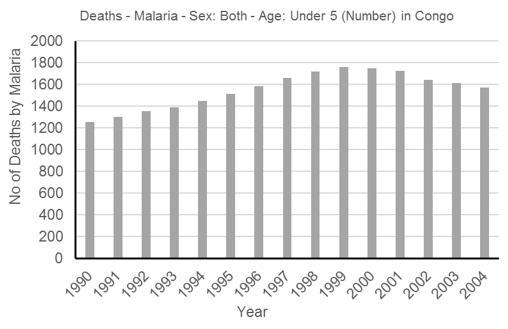 Deaths - Malaria - Sex: Both - Age: Under 5 (Number) in Congo
No of Deaths by Malaria
2000
1800
1600
1400
1200
1000
800
600
400
200
0
1990 1991 1992 1993 1994 1995 1996 1997 1998 1999 2000 2001 2002 2003 2004
Year